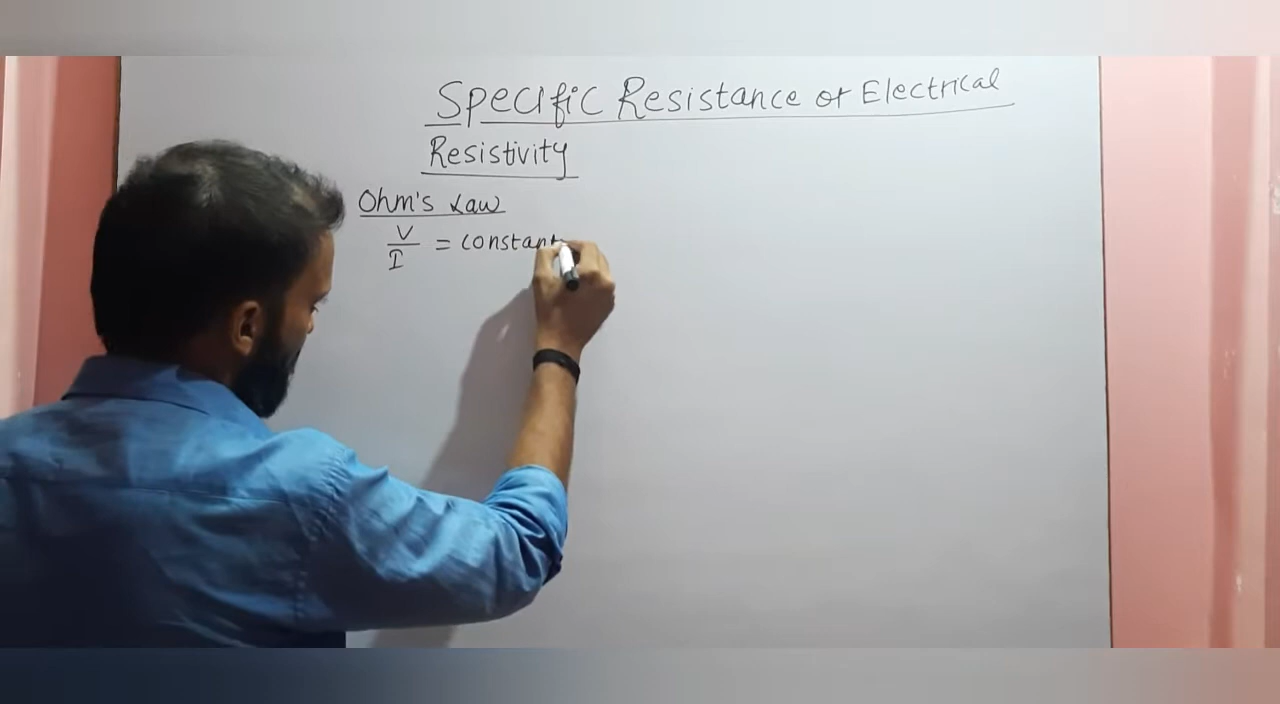 Specific Resistance or Electrical
Resistivity
Ohm's Law
V
I = constant